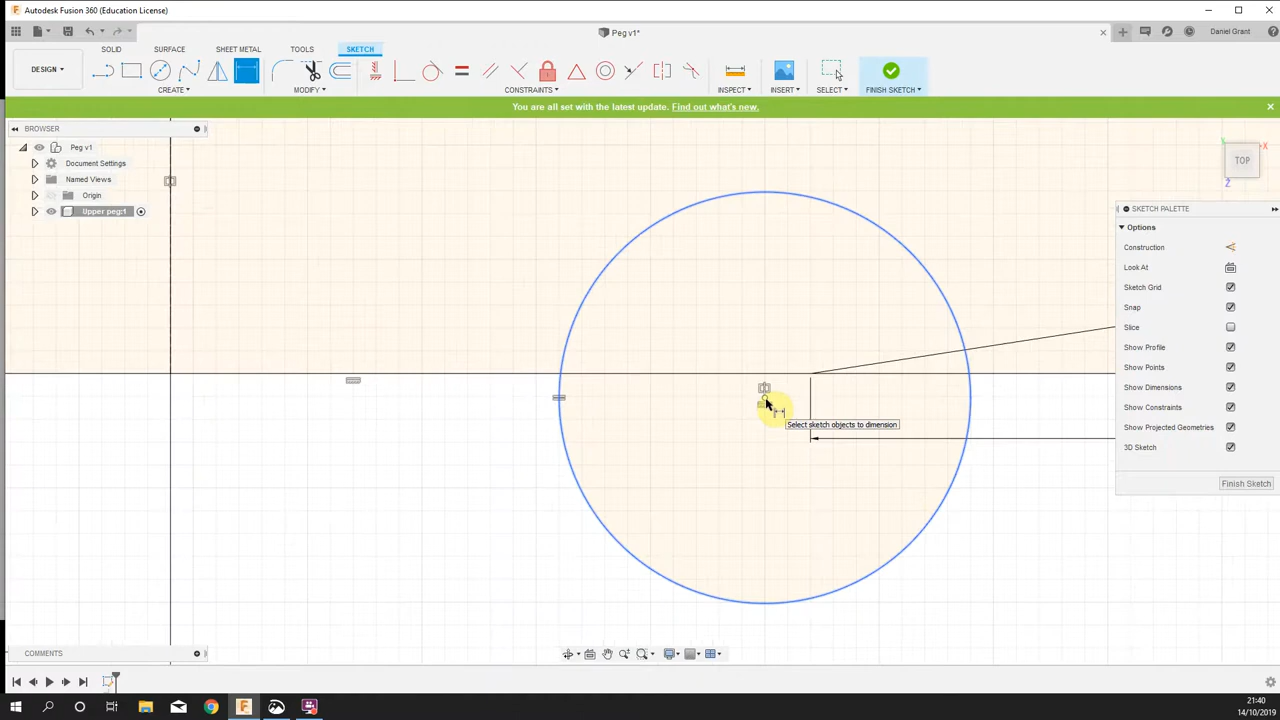 Autodesk Fusion 360 (Education License)
Peg v1*
Daniel Grant
DESIGN
SOLID SURFACE SHEET METAL TOOLS SKETCH
CREATE MODIFY CONSTRAINTS INSPECT INSERT SELECT FINISH SKETCH
You are all set with the latest update. Find out what's new.
BROWSER
Peg v1
Document Settings
Named Views
Origin
Upper peg:1
TOP
X
Z
SKETCH PALETTE
Options
Construction
Look At
Sketch Grid
Snap
Slice
Show Profile
Show Points
Show Dimensions
Show Constraints
Show Projected Geometries
3D Sketch
Finish Sketch
Select sketch objects to dimension
COMMENTS
21:40
14/10/2019